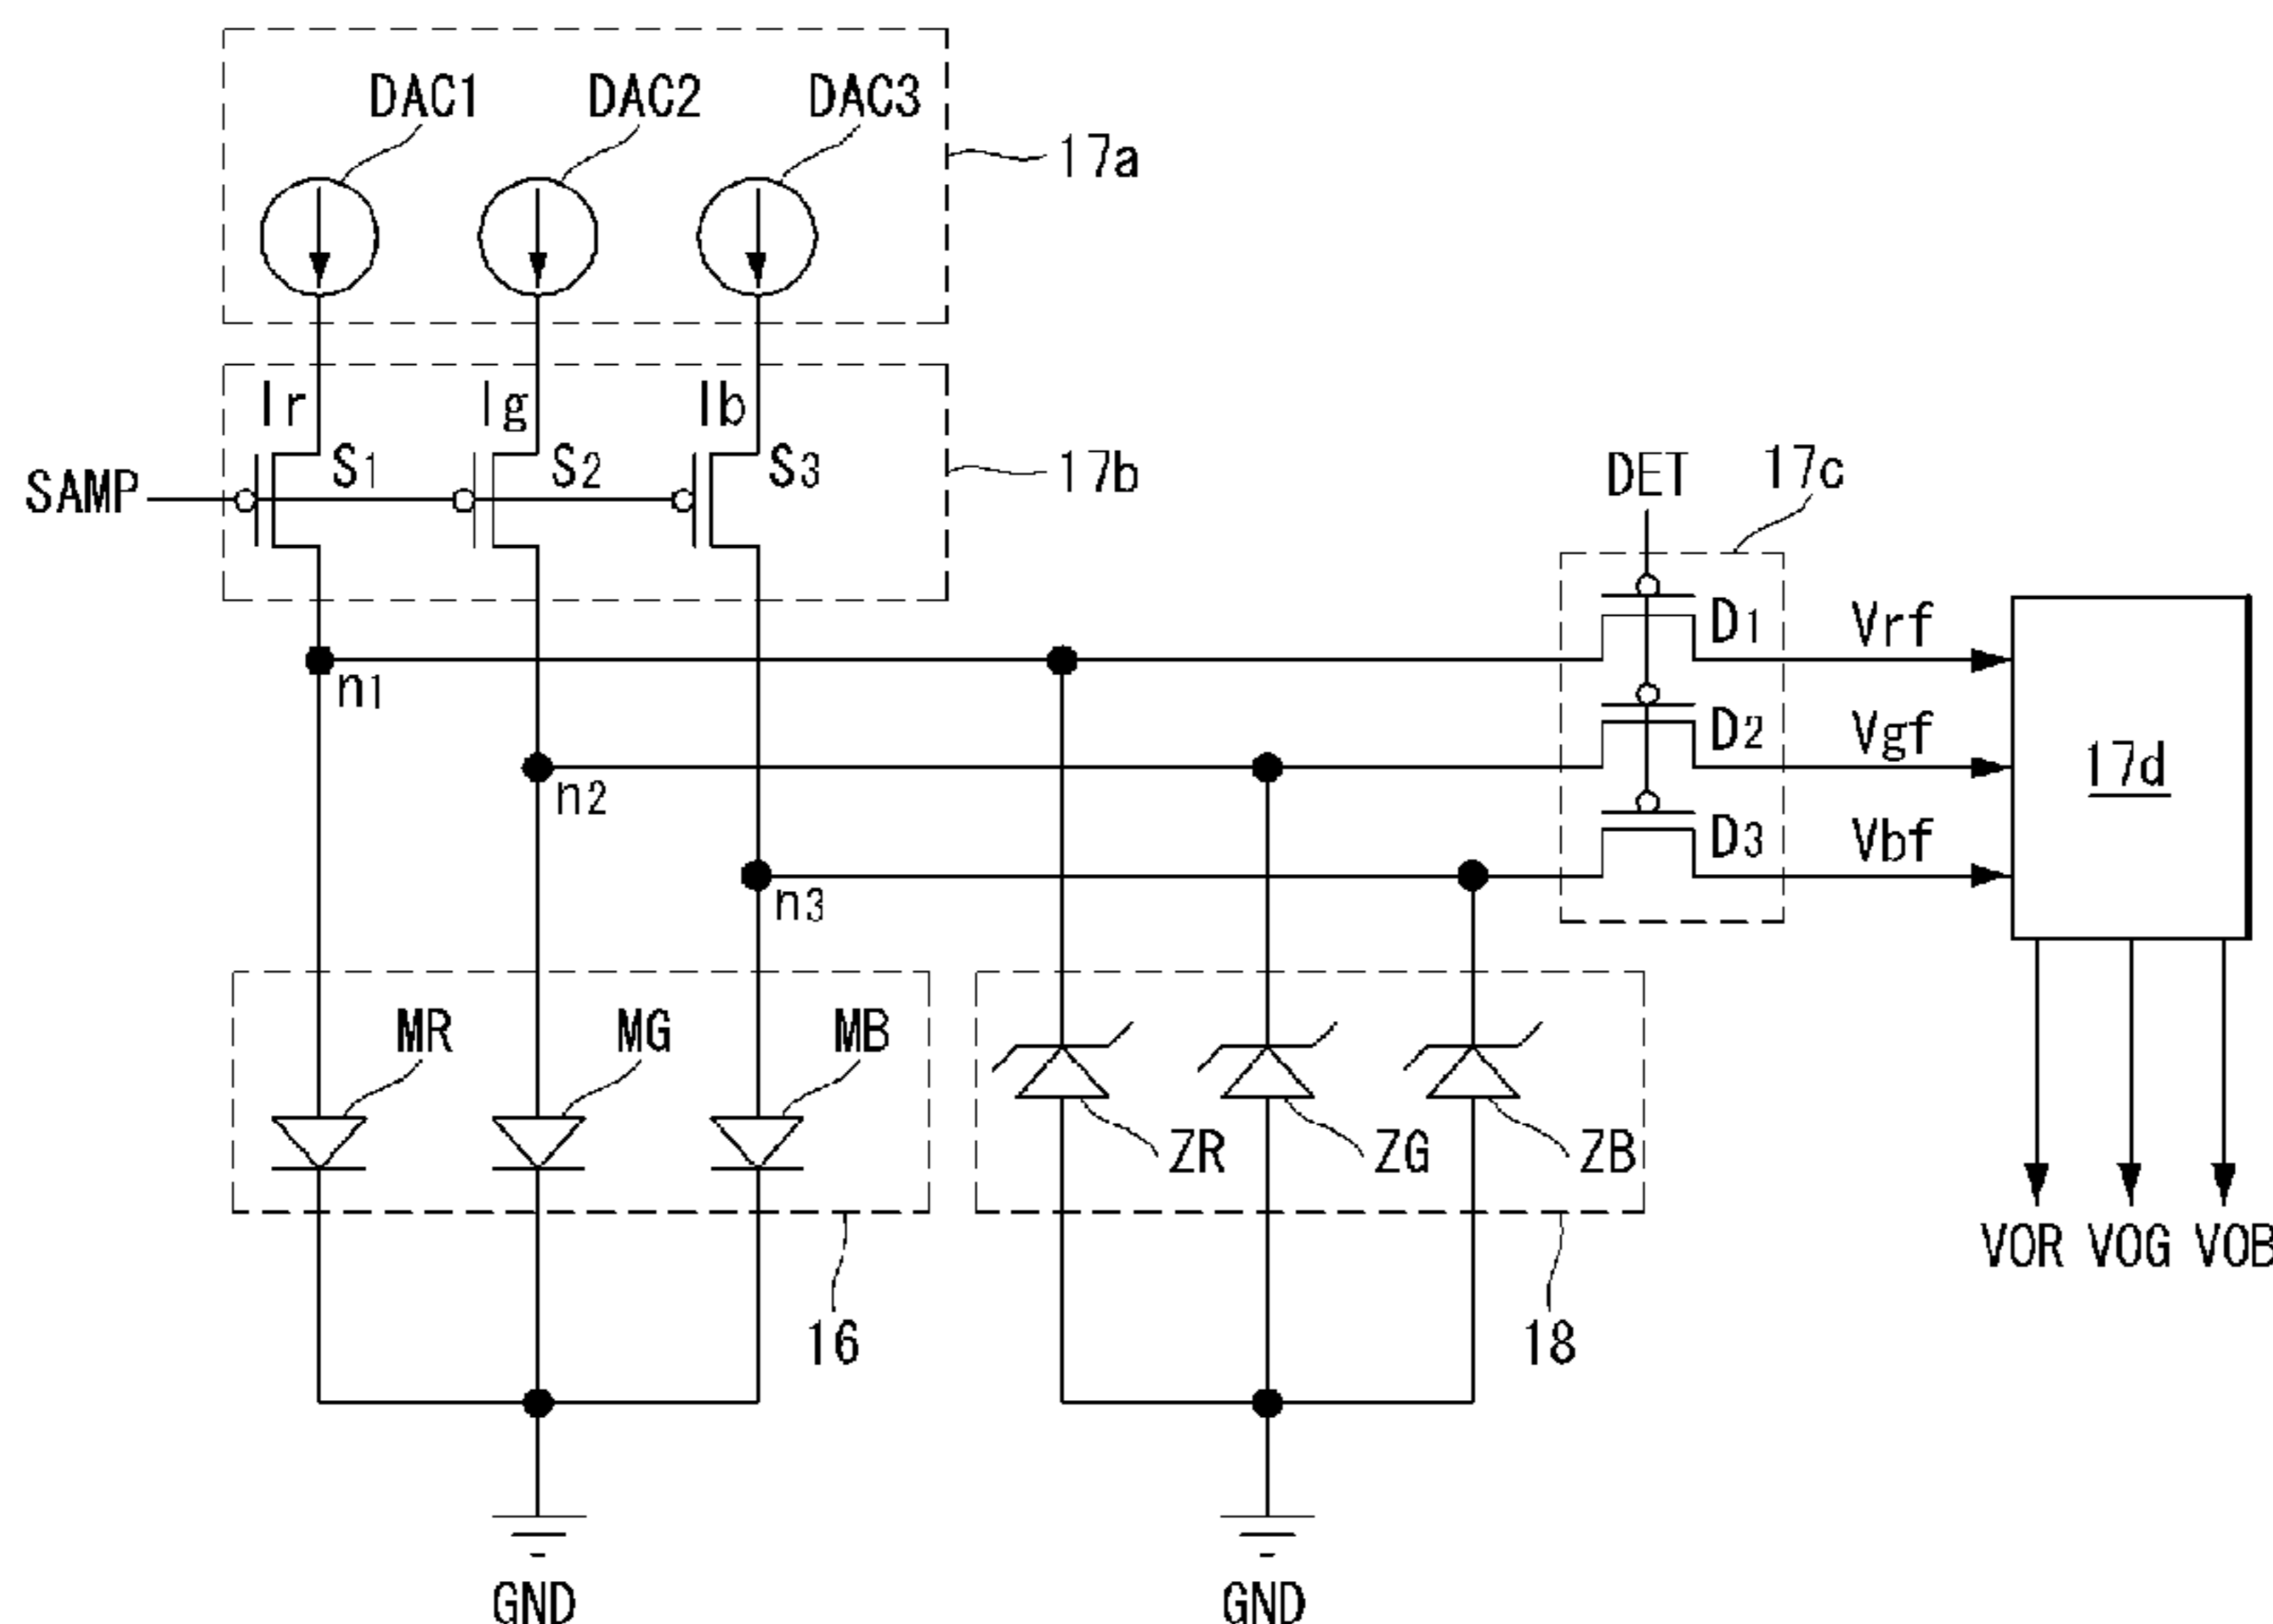 DAC1 DAC2 DAC3
17a
Ir Ig Ib
S1 S2 S3
SAMP
17b
DET 17c
D1 Vrf
n1
D2 Vgf
17d
n2
D3 Vbf
n3
MR MG MB
ZR ZG ZB
VOR VOG VOB
16 18
GND GND